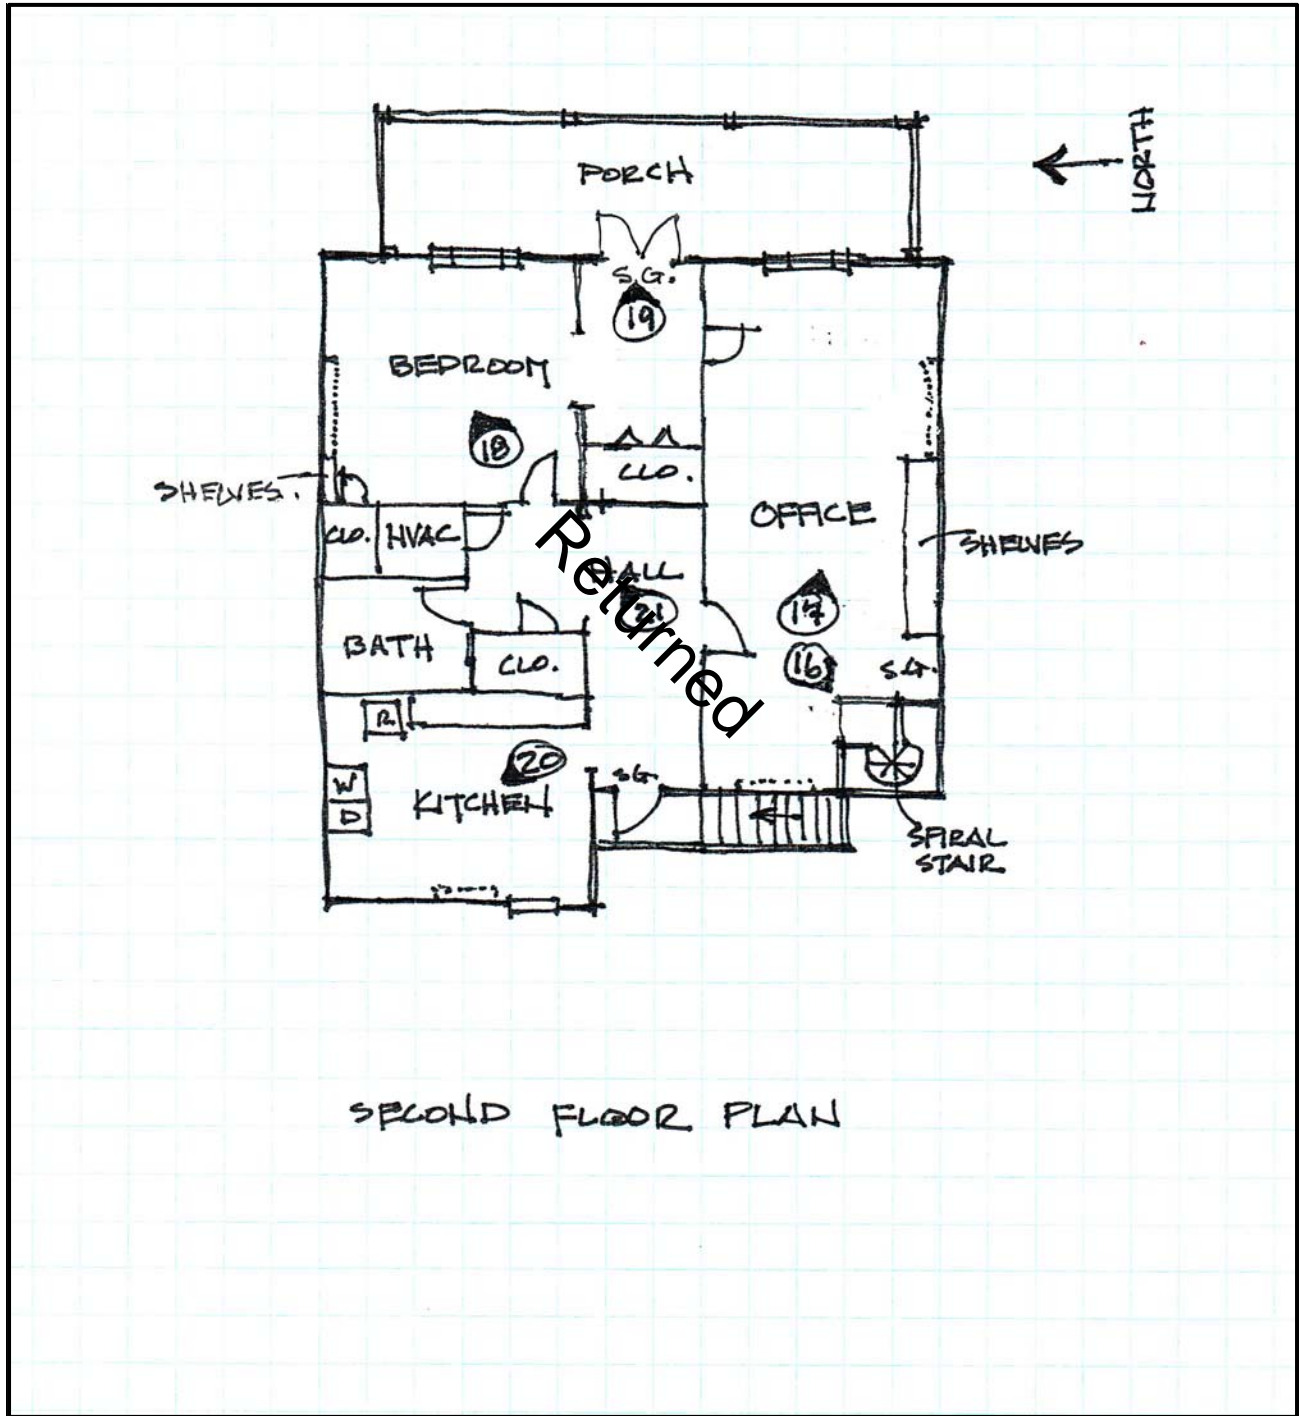 PORCH
NORTH
S.G.
19
BEDROOM
18
CLO.
SHELVES.
OFFICE
CLO.
HVAC
SHELVES
HALL
Returned
21
17
BATH
CLO.
16
S.G.
R
20
S.G.
W
D
KITCHEN
SPIRAL
STAIR
SECOND FLOOR PLAN